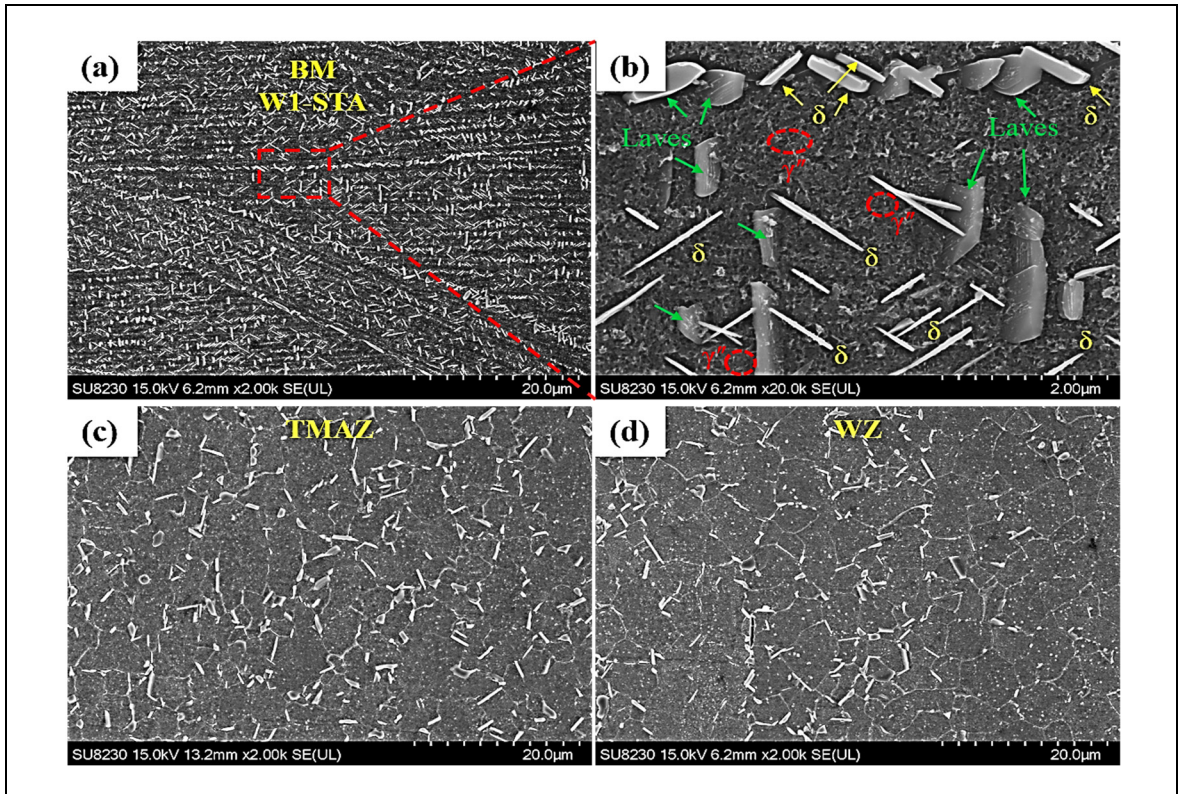 (a)
BM
W1-STA
SU8230 15.0kV 6.2mm x2.00k SE(UL) 20.0µm
(b)
δ δ
Laves Laves
γ"
γ"
δ δ
δ
γ" δ δ
SU8230 15.0kV 6.2mm x20.0k SE(UL) 2.00µm
(c) TMAZ
SU8230 15.0kV 13.2mm x2.00k SE(UL) 20.0µm
(d) WZ
SU8230 15.0kV 6.2mm x2.00k SE(UL) 20.0µm